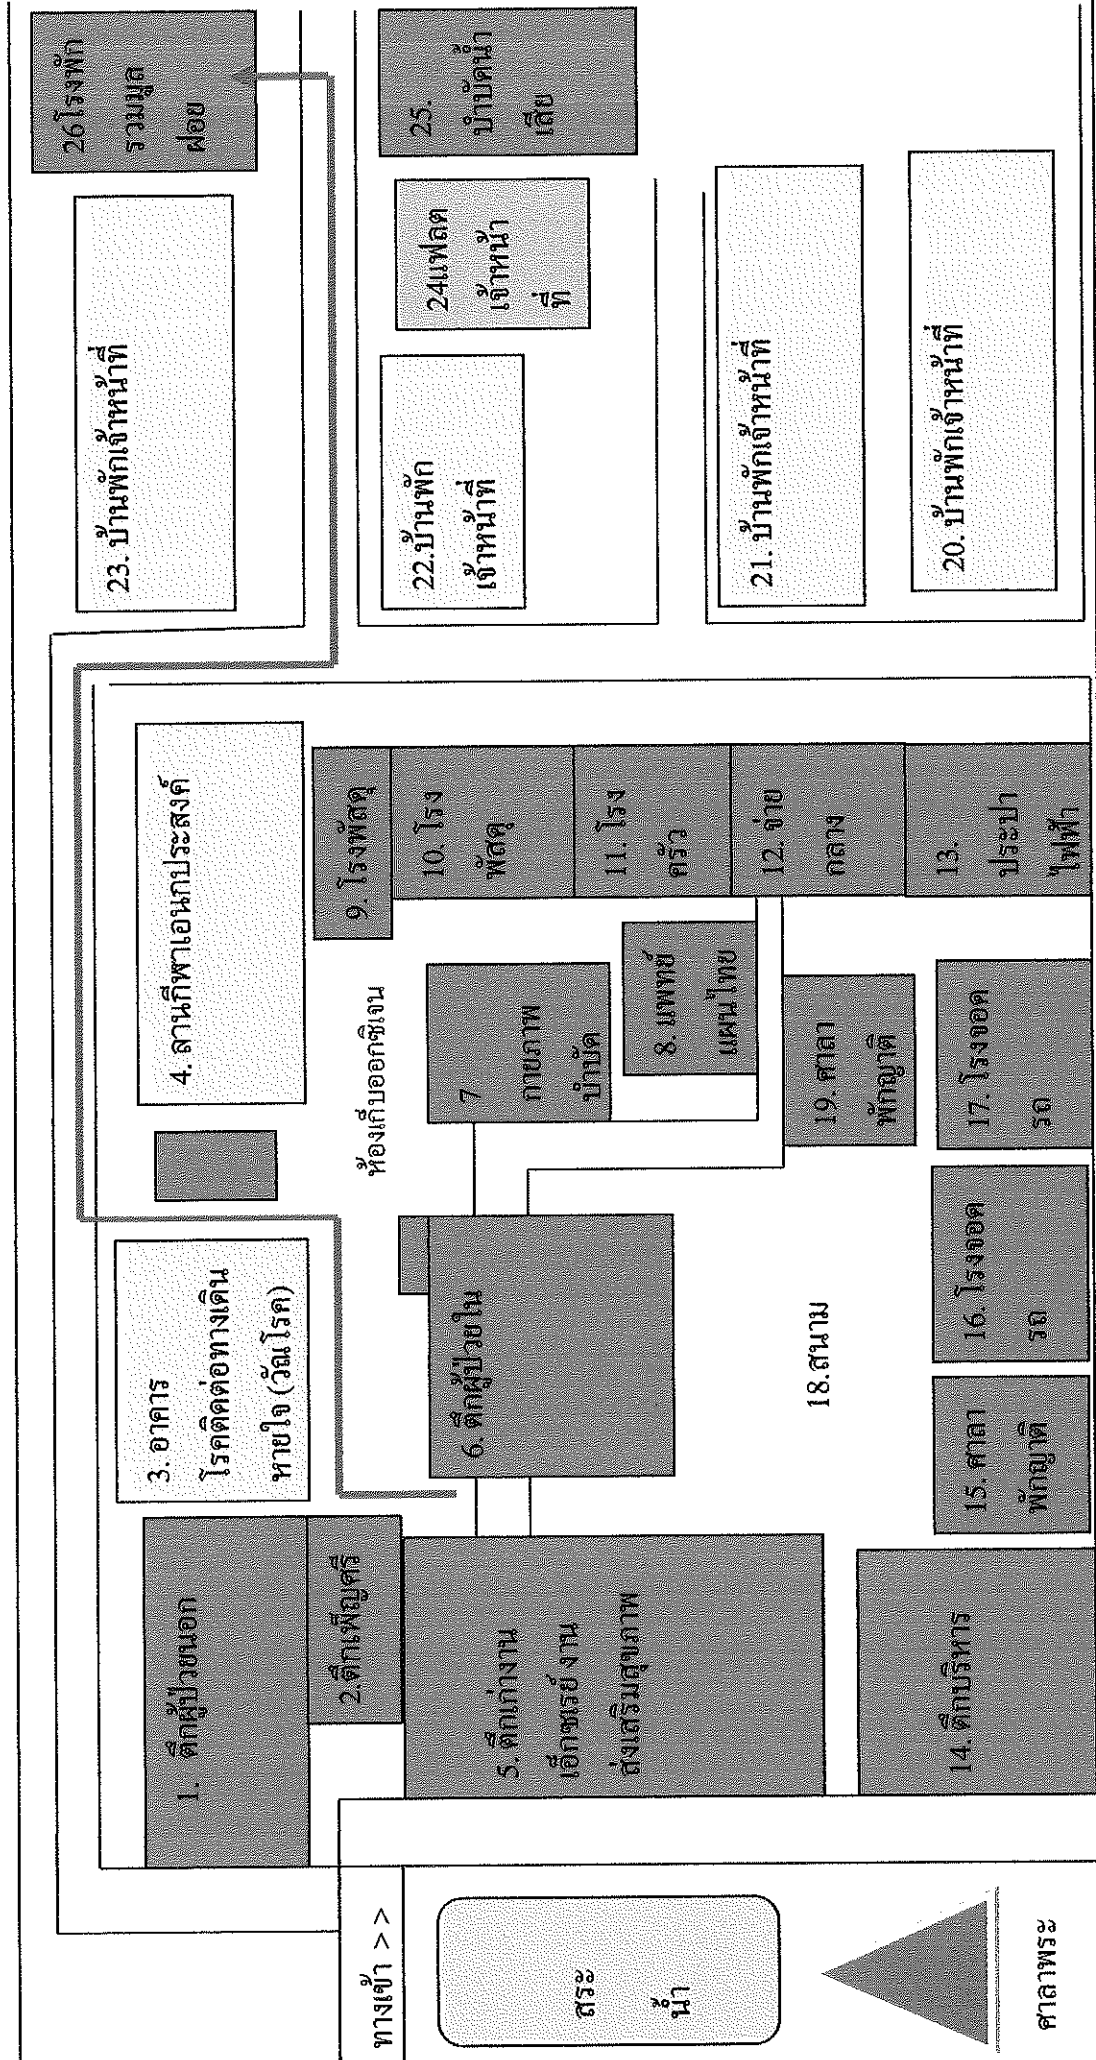 1. ตึกผู้ป่วยนอก
2.ตึกเพ็ญศรี
3. อาคาร
โรคติดต่อทางเดิน
หายใจ (วัณโรค)
4. ลานกีฬาเอนกประสงค์
23. บ้านพักเจ้าหน้าที่
26โรงพัก
รวมมูล
ฝอย
ทางเข้า >>
5. ตึกเก่างาน
เอ็กซเรย์ งาน
ส่งเสริมสุขภาพ
6. ตึกผู้ป่วยใน
ห้องเก็บออกซิเจน
7
กายภาพ
บำบัด
8. แพทย์
แผนไทย
9. โรงพัสดุ
10. โรง
พัสดุ
11. โรง
ครัว
12. จ่าย
กลาง
13.
ประปา
ไฟฟ้า
22.บ้านพัก
เจ้าหน้าที่
24แฟลต
เจ้าหน้า
ที่
25.
บำบัดน้ำ
เสีย
สระ
น้ำ
18.สนาม
19. ศาลา
พักญาติ
21. บ้านพักเจ้าหน้าที่
ศาลาพระ
14. ตึกบริหาร
15. ศาลา
พักญาติ
16. โรงจอด
รถ
17. โรงจอด
รถ
20. บ้านพักเจ้าหน้าที่